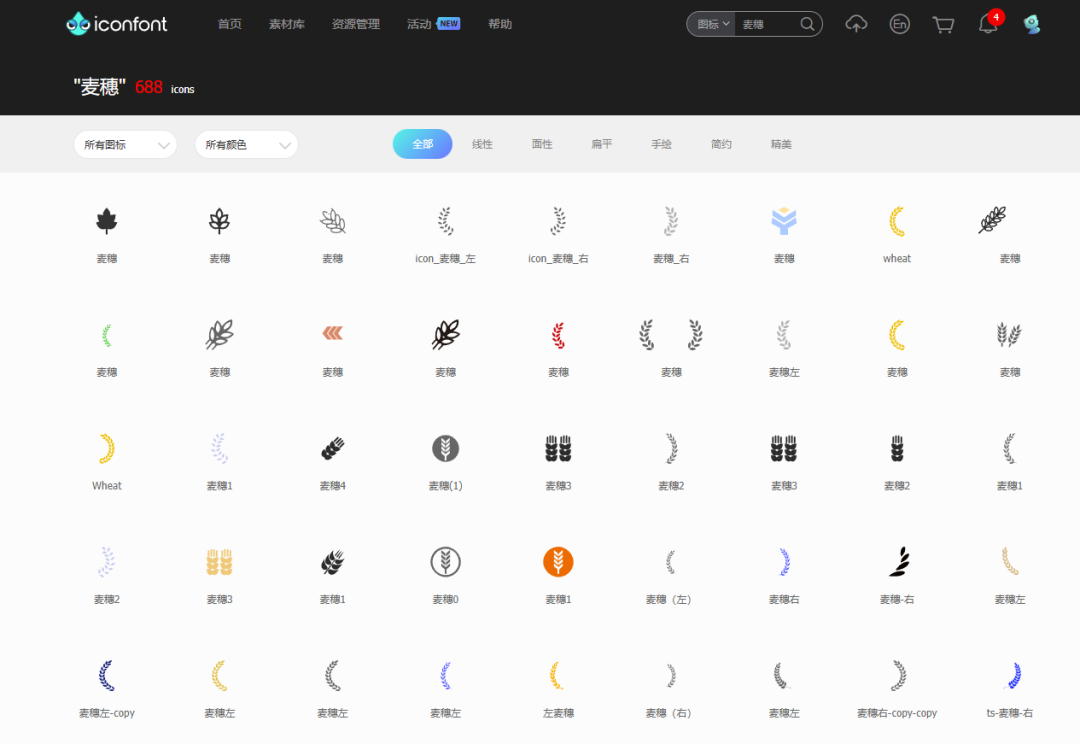 iconfont 首页 素材库 资源管理 活动 NEW 帮助 图标 麦穗 En 4
"麦穗" 688 icons
所有图标 所有颜色 全部 线性 面性 扁平 手绘 简约 精美
麦穗 麦穗 麦穗 icon_麦穗_左 icon_麦穗_右 麦穗_右 麦穗 wheat 麦穗
麦穗 麦穗 麦穗 麦穗 麦穗 麦穗 麦穗左 麦穗 麦穗
Wheat 麦穗1 麦穗4 麦穗(1) 麦穗3 麦穗2 麦穗3 麦穗2 麦穗1
麦穗2 麦穗3 麦穗1 麦穗0 麦穗1 麦穗（左） 麦穗右 麦穗-右 麦穗左
麦穗左-copy 麦穗左 麦穗左 麦穗左 左麦穗 麦穗（右） 麦穗左 麦穗右-copy-copy ts-麦穗-右